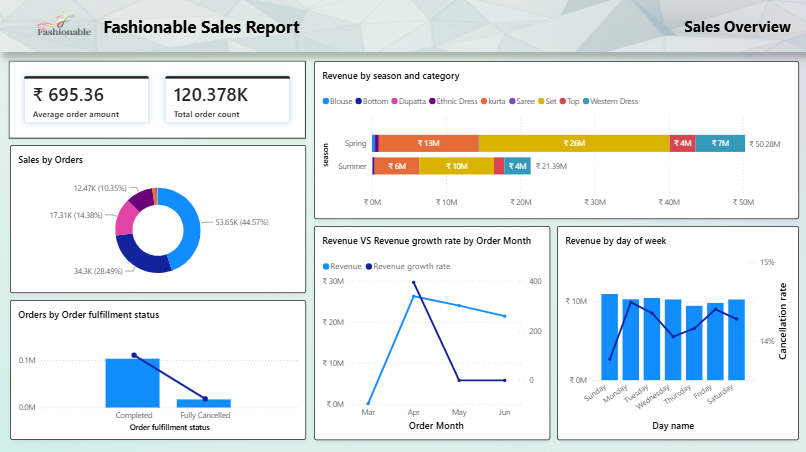 Fashionable
Fashionable Sales Report
Sales Overview
₹ 695.36
Average order amount
120.378K
Total order count
Revenue by season and category
Blouse Bottom Dupatta Ethnic Dress kurta Saree Set Top Western Dress
season
Spring
₹ 13M
₹ 26M
₹ 4M
₹ 7M
₹ 50.28M
Summer
₹ 6M
₹ 10M
₹ 4M
₹ 21.39M
₹ 0M
₹ 10M
₹ 20M
₹ 30M
₹ 40M
₹ 50M
Sales by Orders
12.47K (10.35%)
17.31K (14.38%)
53.65K (44.57%)
34.3K (28.49%)
Orders by Order fulfillment status
0.1M
0.0M
Completed
Fully Cancelled
Order fulfillment status
Revenue VS Revenue growth rate by Order Month
Revenue Revenue growth rate
₹ 30M
₹ 20M
₹ 10M
₹ 0M
400
200
0
Mar
Apr
May
Jun
Order Month
Revenue by day of week
₹ 10M
₹ 0M
15%
14%
Cancellation rate
Sunday
Monday
Tuesday
Wednesday
Thursday
Friday
Saturday
Day name